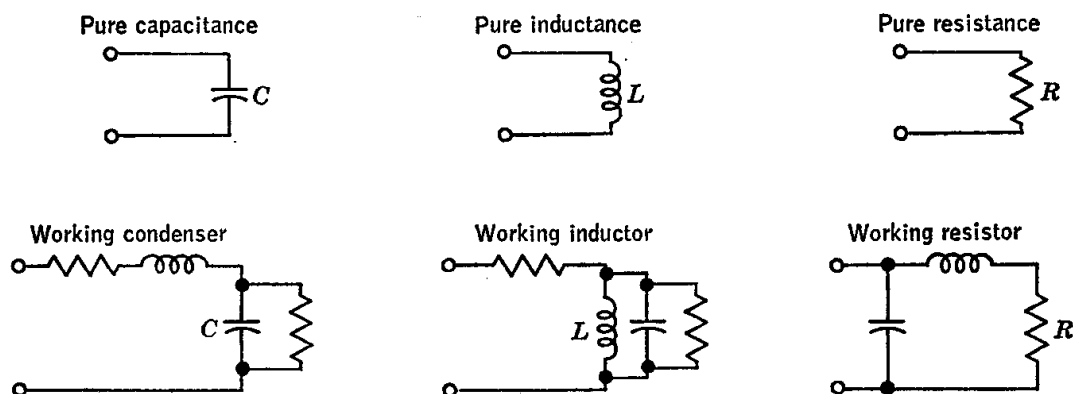 Pure capacitance
Pure inductance
Pure resistance
C
L
R
Working condenser
Working inductor
Working resistor
C
L
R